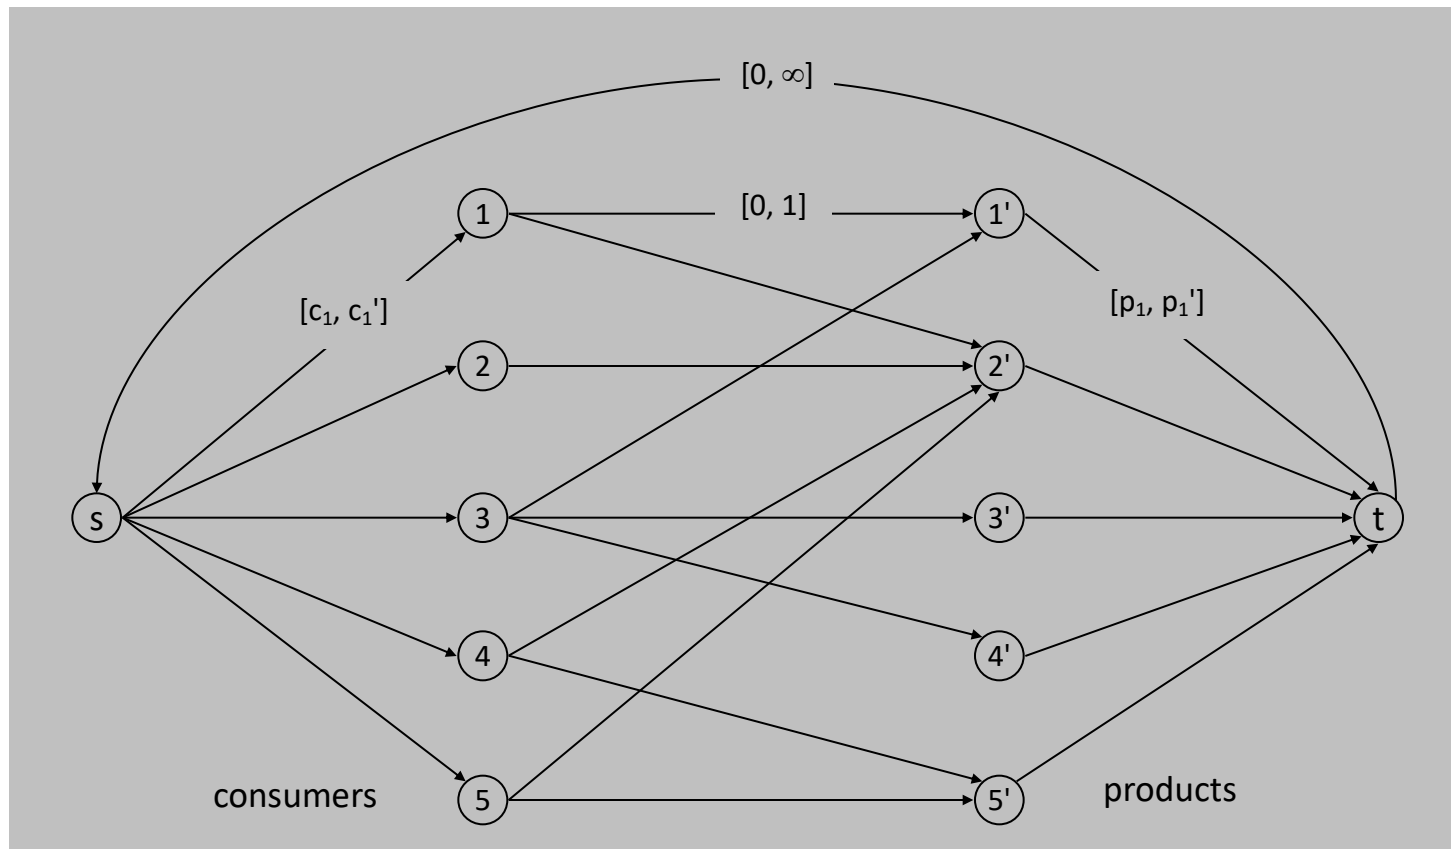 [0, ∞]
1
[0, 1]
1'
[c₁, c₁']
[p₁, p₁']
2
2'
s
3
3'
t
4
4'
consumers
5
5'
products